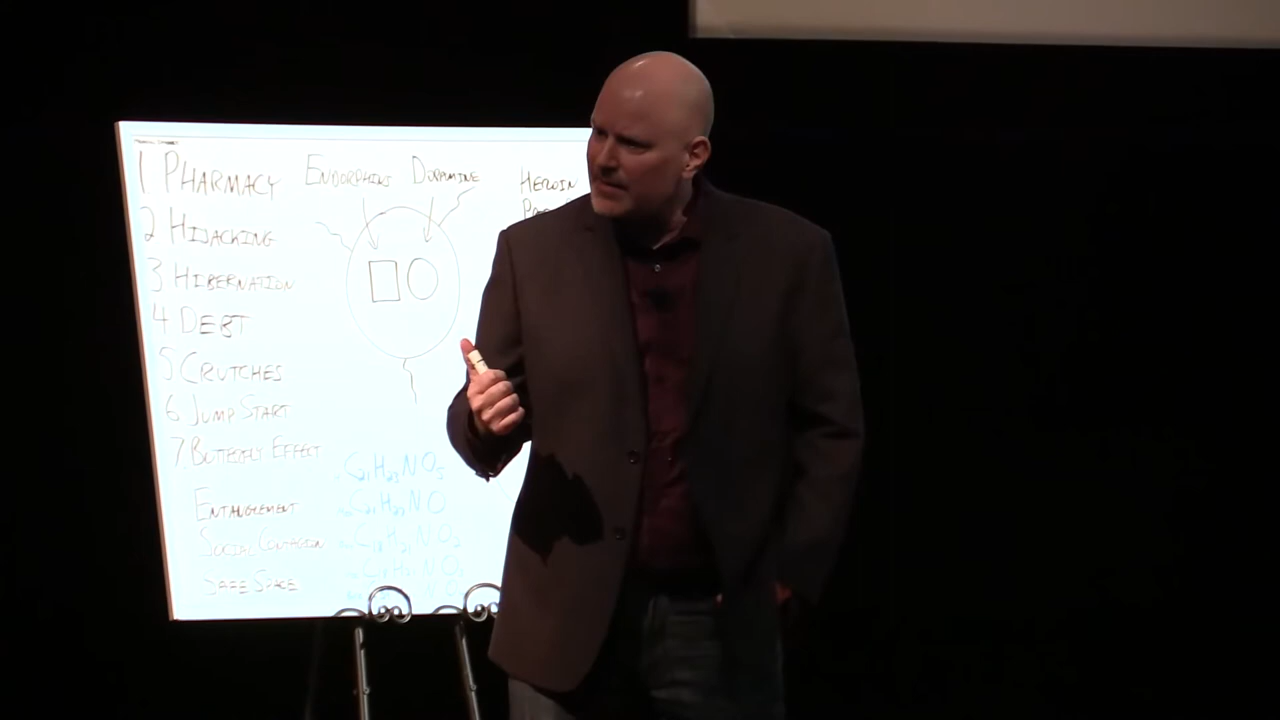 1 PHARMACY
ENDORPHINS DOPAMINE
HEROIN
2 HIJACKING
3 HIBERNATION
4 DEBT
5 CRUTCHES
6 JUMP START
7. BUTTERFLY EFFECT
C₂₁H₂₃NO₅
ENTANGLEMENT
SOCIAL CONTAGION
SAFE SPACE